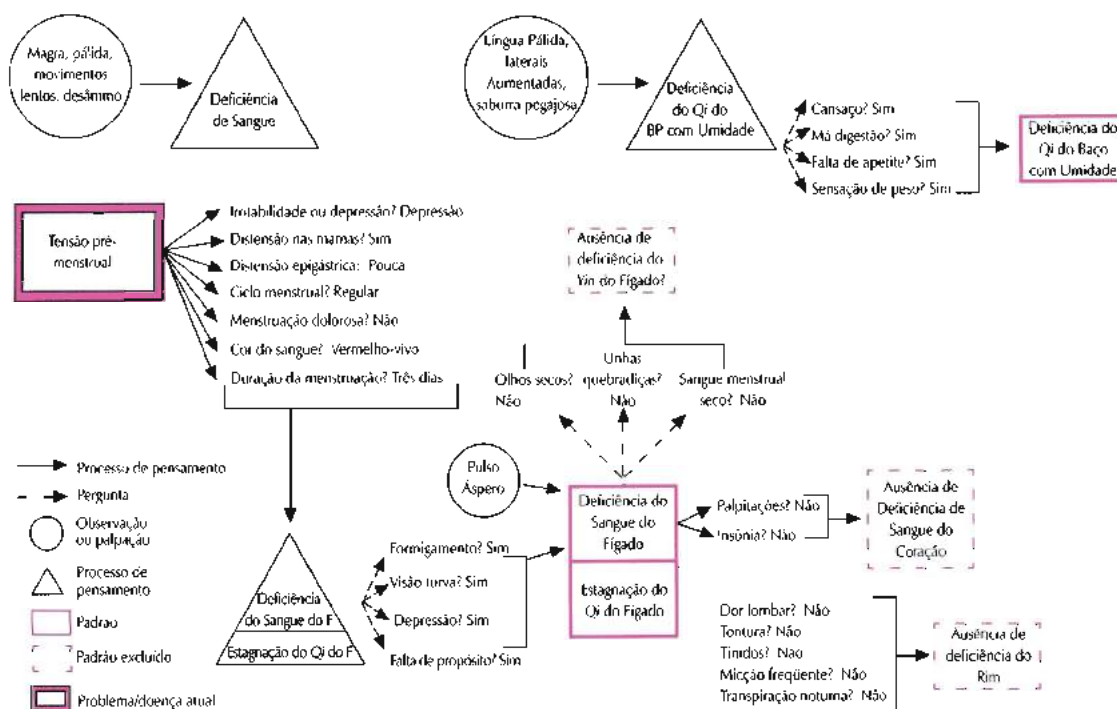 Magra, pálida,
movimentos
lentos, desânimo
Deficiência
de Sangue
Língua Pálida,
laterais
Aumentadas,
saburra pegajosa
Deficiência
do Qi do
BP com Umidade
Cansaço? Sim
Má digestão? Sim
Falta de apetite? Sim
Sensação de peso? Sim
Deficiência do
Qi do Baço
com Umidade
Tensão pré-
menstrual
Irritabilidade ou depressão? Depressão
Distensão nas mamas? Sim
Distensão epigástrica: Pouca
Ciclo menstrual? Regular
Menstruação dolorosa? Não
Cor do sangue? Vermelho-vivo
Duração da menstruação? Três dias
Ausência de
deficiência do
Yin do Fígado?
Olhos secos?
Não
Unhas
quebradiças?
Não
Sangue menstrual
seco? Não
Processo de pensamento
Pergunta
Observação
ou palpação
Processo de
pensamento
Padrão
Padrão excluído
Problema/doença atual
Deficiência
do Sangue do F
Estagnação do Qi do F
Formigamento? Sim
Visão turva? Sim
Depressão? Sim
Falta de propósito? Sim
Pulso
Áspero
Deficiência do
Sangue do
Fígado
Estagnação do
Qi do Fígado
Palpitações? Não
Insônia? Não
Ausência de
Deficiência de
Sangue do
Coração
Dor lombar? Não
Tontura? Não
Tinidos? Não
Micção freqüente? Não
Transpiração noturna? Não
Ausência de
deficiência do
Rim